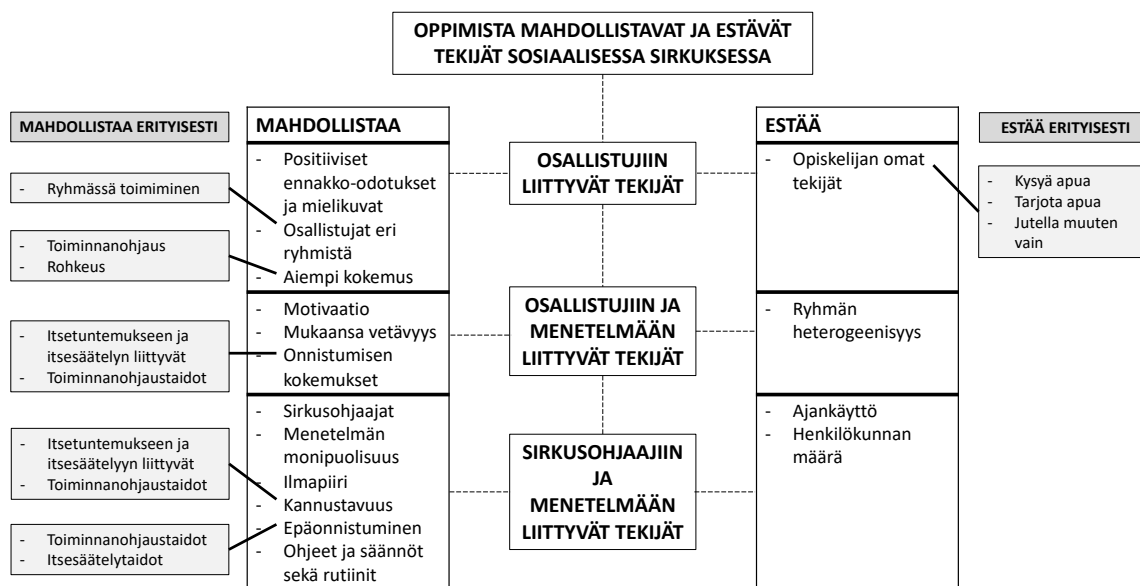 OPPIMISTA MAHDOLLISTAVAT JA ESTÄVÄT
TEKIJÄT SOSIAALISESSA SIRKUKSESSA
MAHDOLLISTAA ERITYISESTI
- Ryhmässä toimiminen
- Toiminnanohjaus
- Rohkeus
- Itsetuntemukseen ja
itsesäätelyn liittyvät
- Toiminnanohjaustaidot
- Itsetuntemukseen ja
itsesäätelyyn liittyvät
- Toiminnanohjaustaidot
- Toiminnanohjaustaidot
- Itsesäätelytaidot
MAHDOLLISTAA
- Positiiviset
ennakko-odotukset
ja mielikuvat
- Osallistujat eri
ryhmistä
- Aiempi kokemus
- Motivaatio
- Mukaansa vetävyys
- Onnistumisen
kokemukset
- Sirkusohjaajat
- Menetelmän
monipuolisuus
- Ilmapiiri
- Kannustavuus
- Epäonnistuminen
- Ohjeet ja säännöt
sekä rutiinit
OSALLISTUJIIN
LIITTYVÄT TEKIJÄT
OSALLISTUJIIN JA
MENETELMÄÄN
LIITTYVÄT TEKIJÄT
SIRKUSOHJAAJIIN
JA
MENETELMÄÄN
LIITTYVÄT TEKIJÄT
ESTÄÄ
- Opiskelijan omat
tekijät
- Ryhmän
heterogeenisyys
- Ajankäyttö
- Henkilökunnan
määrä
ESTÄÄ ERITYISESTI
- Kysyä apua
- Tarjota apua
- Jutella muuten
vain